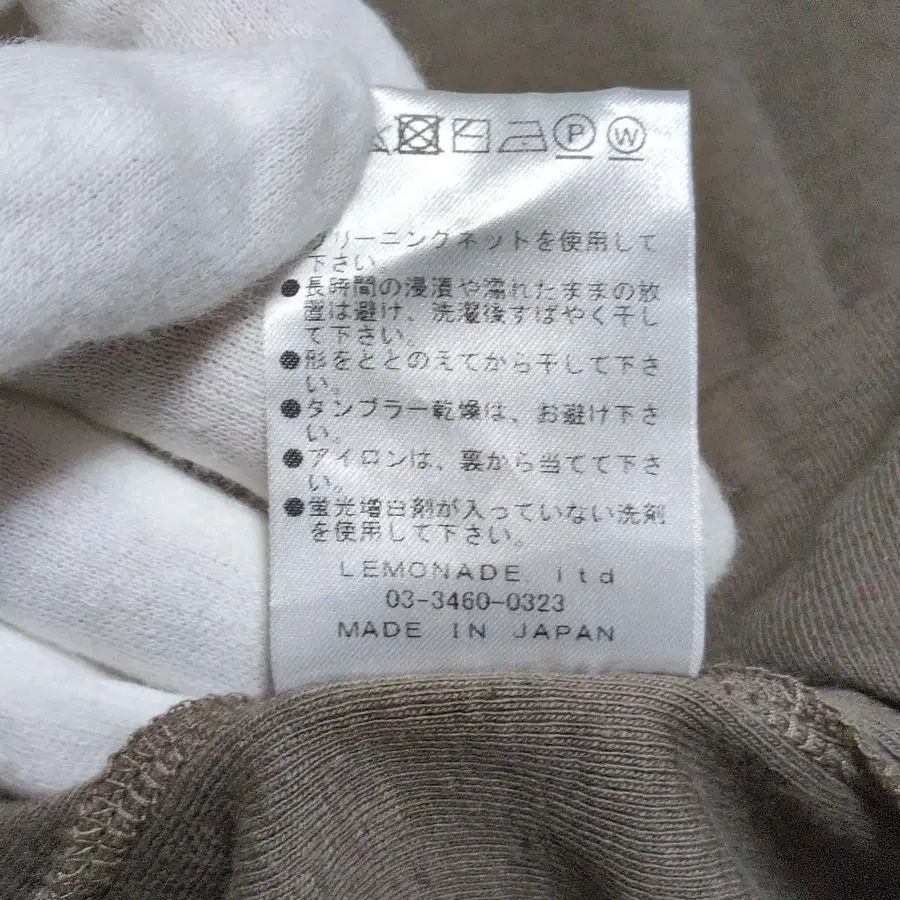 P W
クリーニングネットを使用して
下さい。
●長時間の浸漬や濡れたままの放
置は避け、洗濯後すばやく干し
て下さい。
●形をととのえてから干して下さ
い。
●タンブラー乾燥は、お避け下さ
い。
●アイロンは、裏から当てて下さ
い。
●蛍光増白剤が入っていない洗剤
を使用して下さい。
LEMONADE. itd
03-3460-0323
MADE IN JAPAN